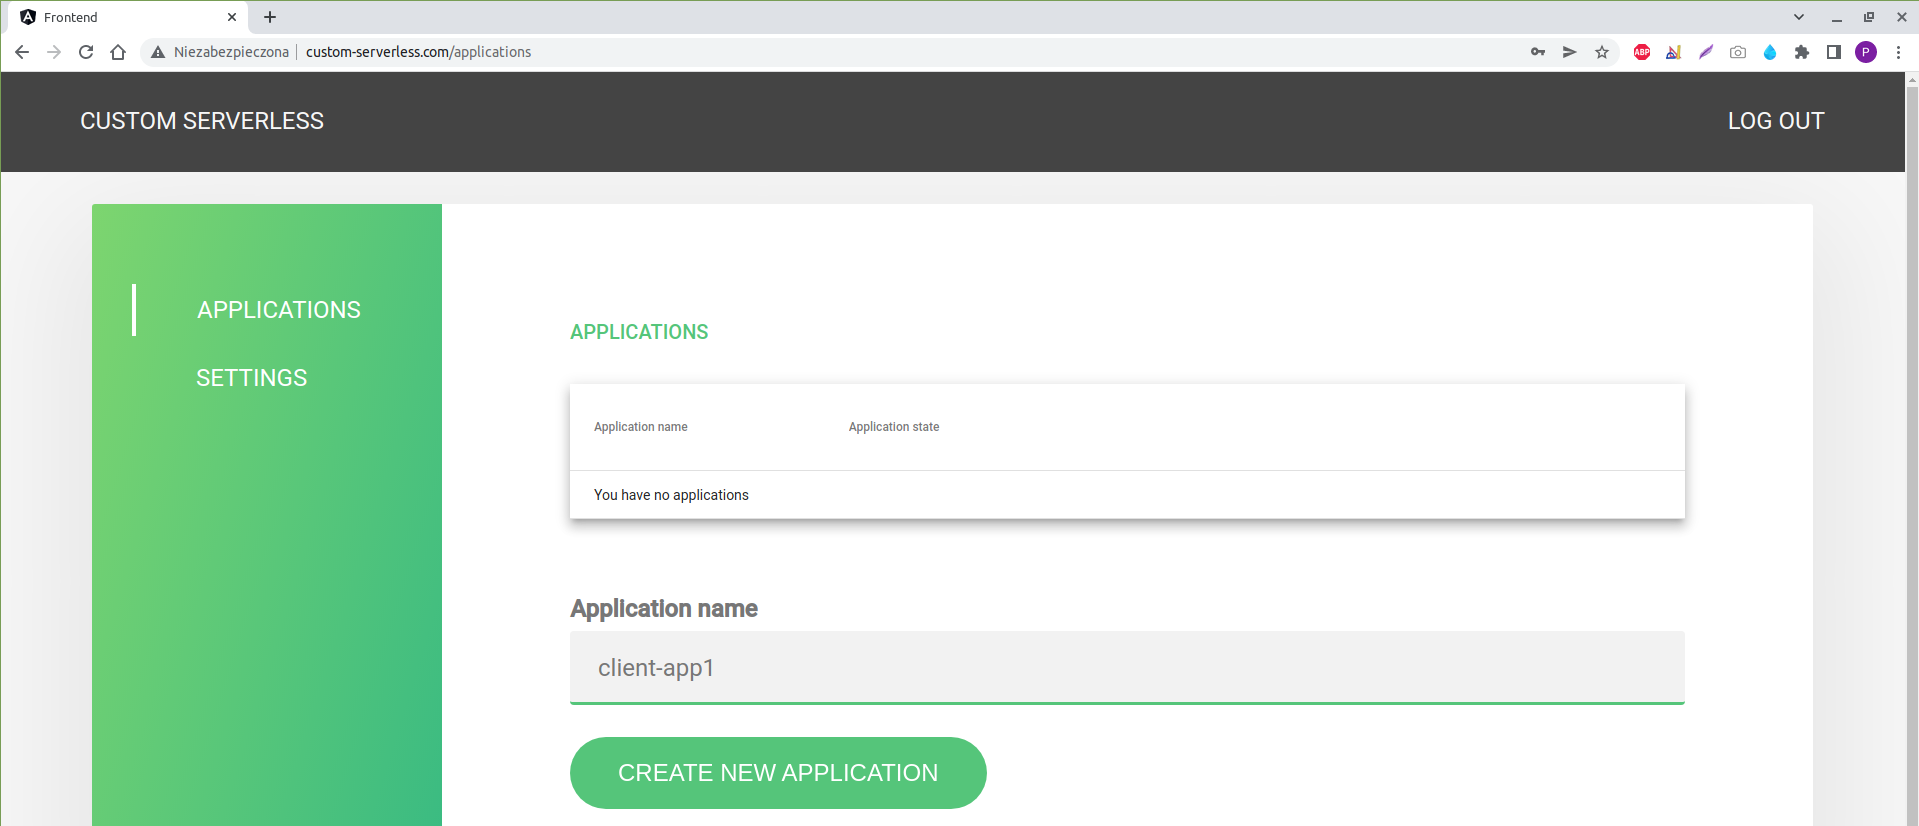 Frontend
Niezabezpieczona | custom-serverless.com/applications
ABP
P
CUSTOM SERVERLESS
LOG OUT
APPLICATIONS
SETTINGS
APPLICATIONS
Application name Application state
You have no applications
Application name
client-app1
CREATE NEW APPLICATION